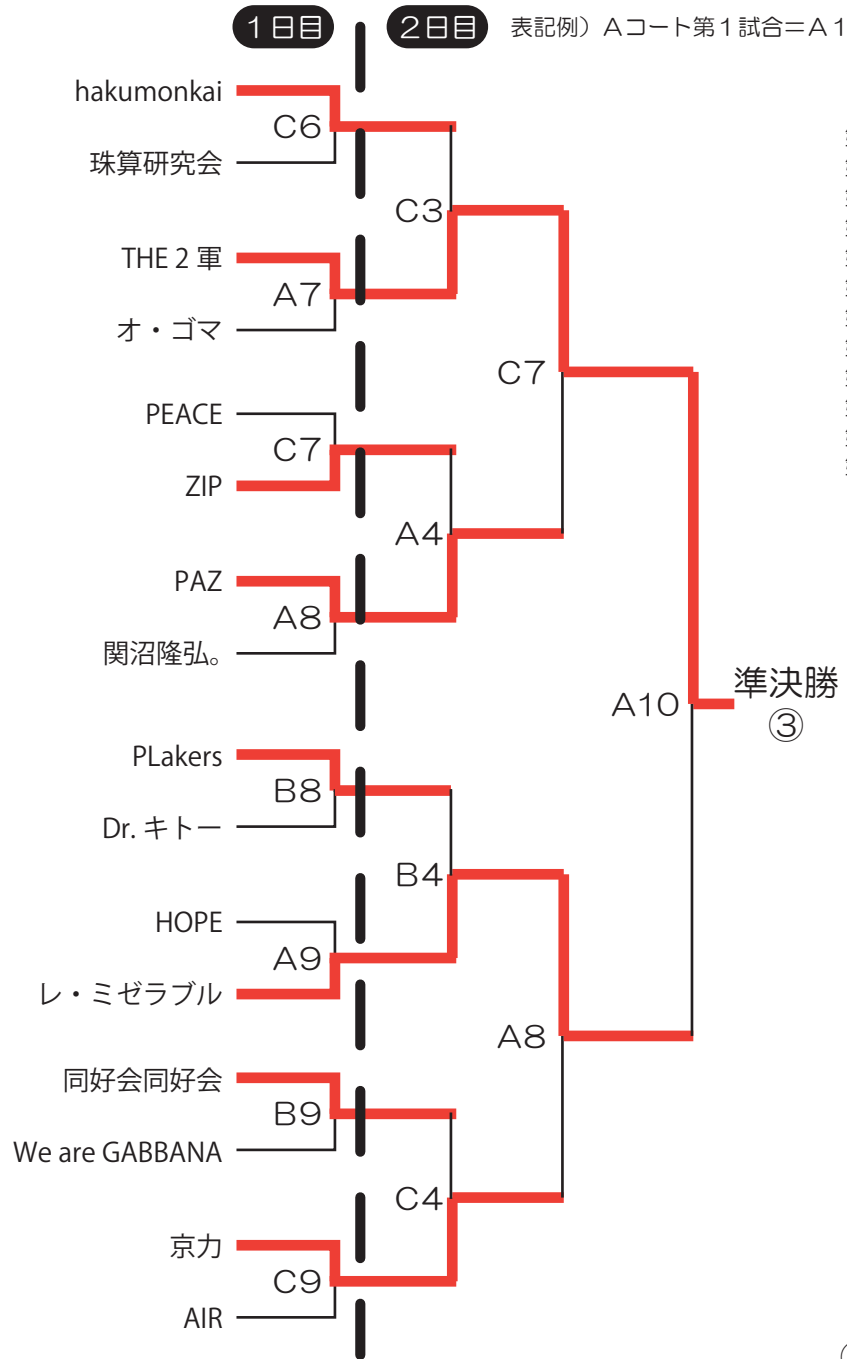 １日目
２日目
表記例）Ａコート第１試合＝Ａ１
hakumonkai
C6
珠算研究会
C3
THE 2 軍
A7
オ・ゴマ
C7
PEACE
C7
ZIP
A4
PAZ
A8
関沼隆弘。
A10
準決勝
③
PLakers
B8
Dr. キトー
B4
HOPE
A9
レ・ミゼラブル
A8
同好会同好会
B9
We are GABBANA
C4
京力
C9
AIR